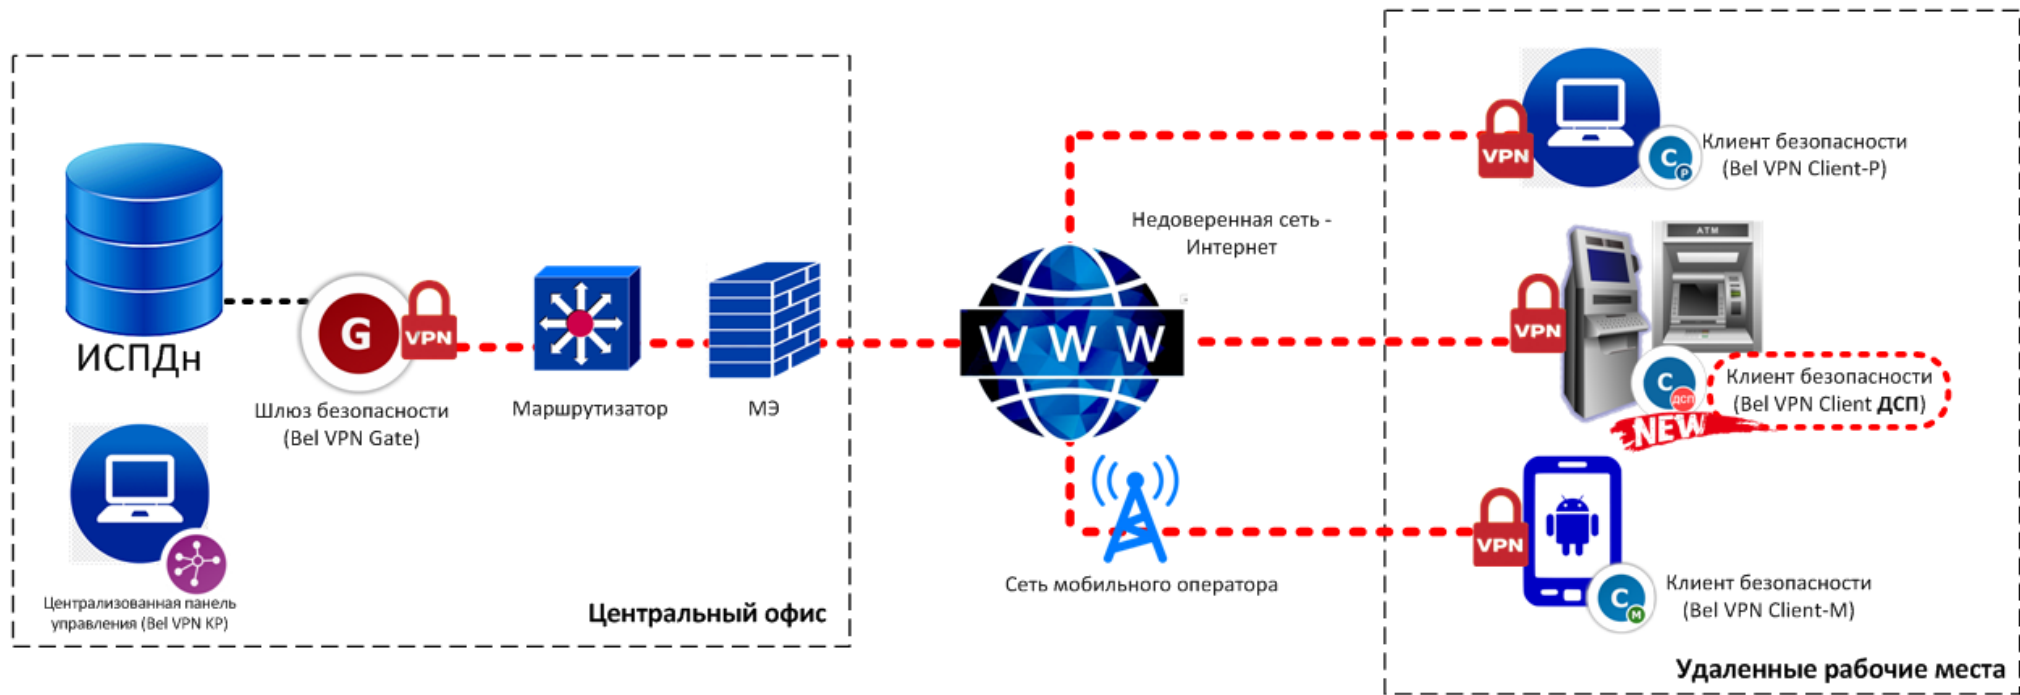 ИСПДн
G
VPN
Шлюз безопасности
(Bel VPN Gate)
Маршрутизатор
МЭ
Централизованная панель
управления (Bel VPN KP)
Центральный офис
Недоверенная сеть -
Интернет
WWW
Сеть мобильного оператора
VPN
C
P
Клиент безопасности
(Bel VPN Client-P)
ATM
VPN
C
ДСП
Клиент безопасности
(Bel VPN Client ДСП)
NEW
VPN
C
M
Клиент безопасности
(Bel VPN Client-M)
Удаленные рабочие места